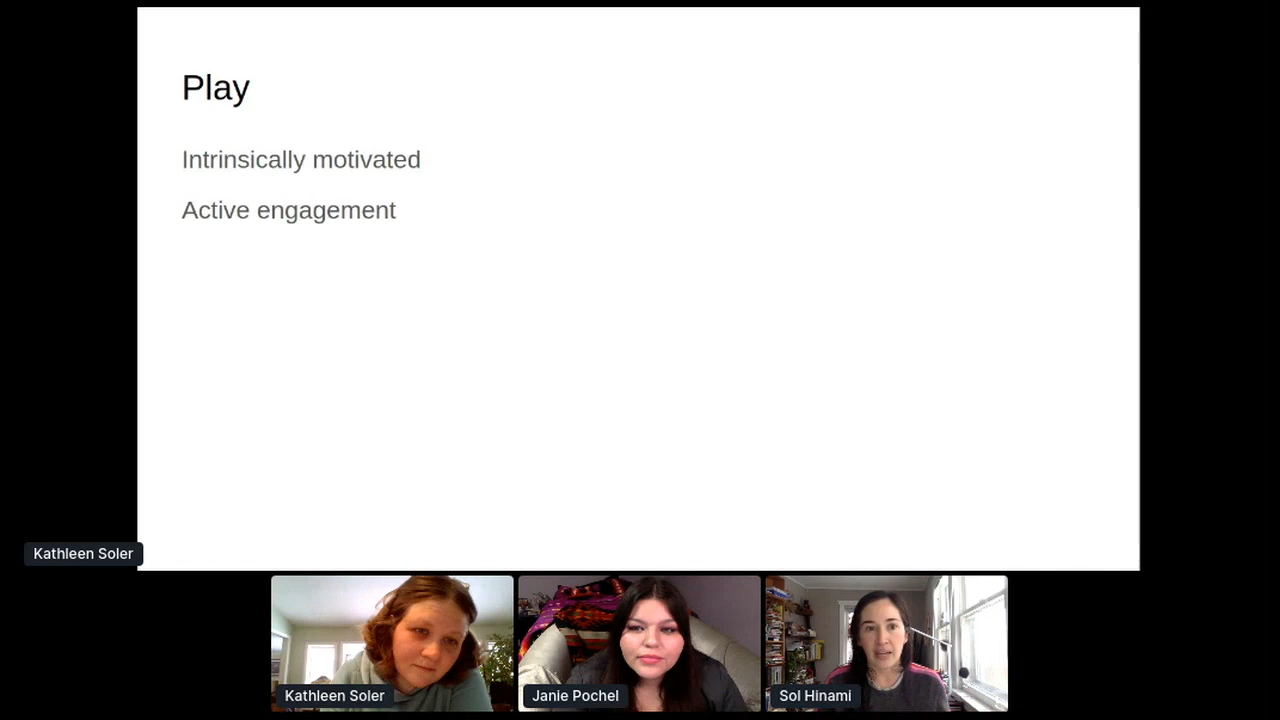 Play
Intrinsically motivated
Active engagement
Kathleen Soler
Kathleen Soler
Janie Pochel
Sol Hinami